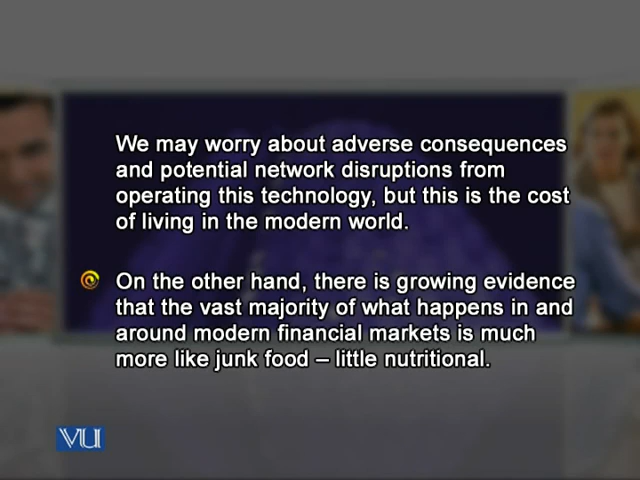 We may worry about adverse consequences
and potential network disruptions from
operating this technology, but this is the cost
of living in the modern world.
On the other hand, there is growing evidence
that the vast majority of what happens in and
around modern financial markets is much
more like junk food – little nutritional.
VU